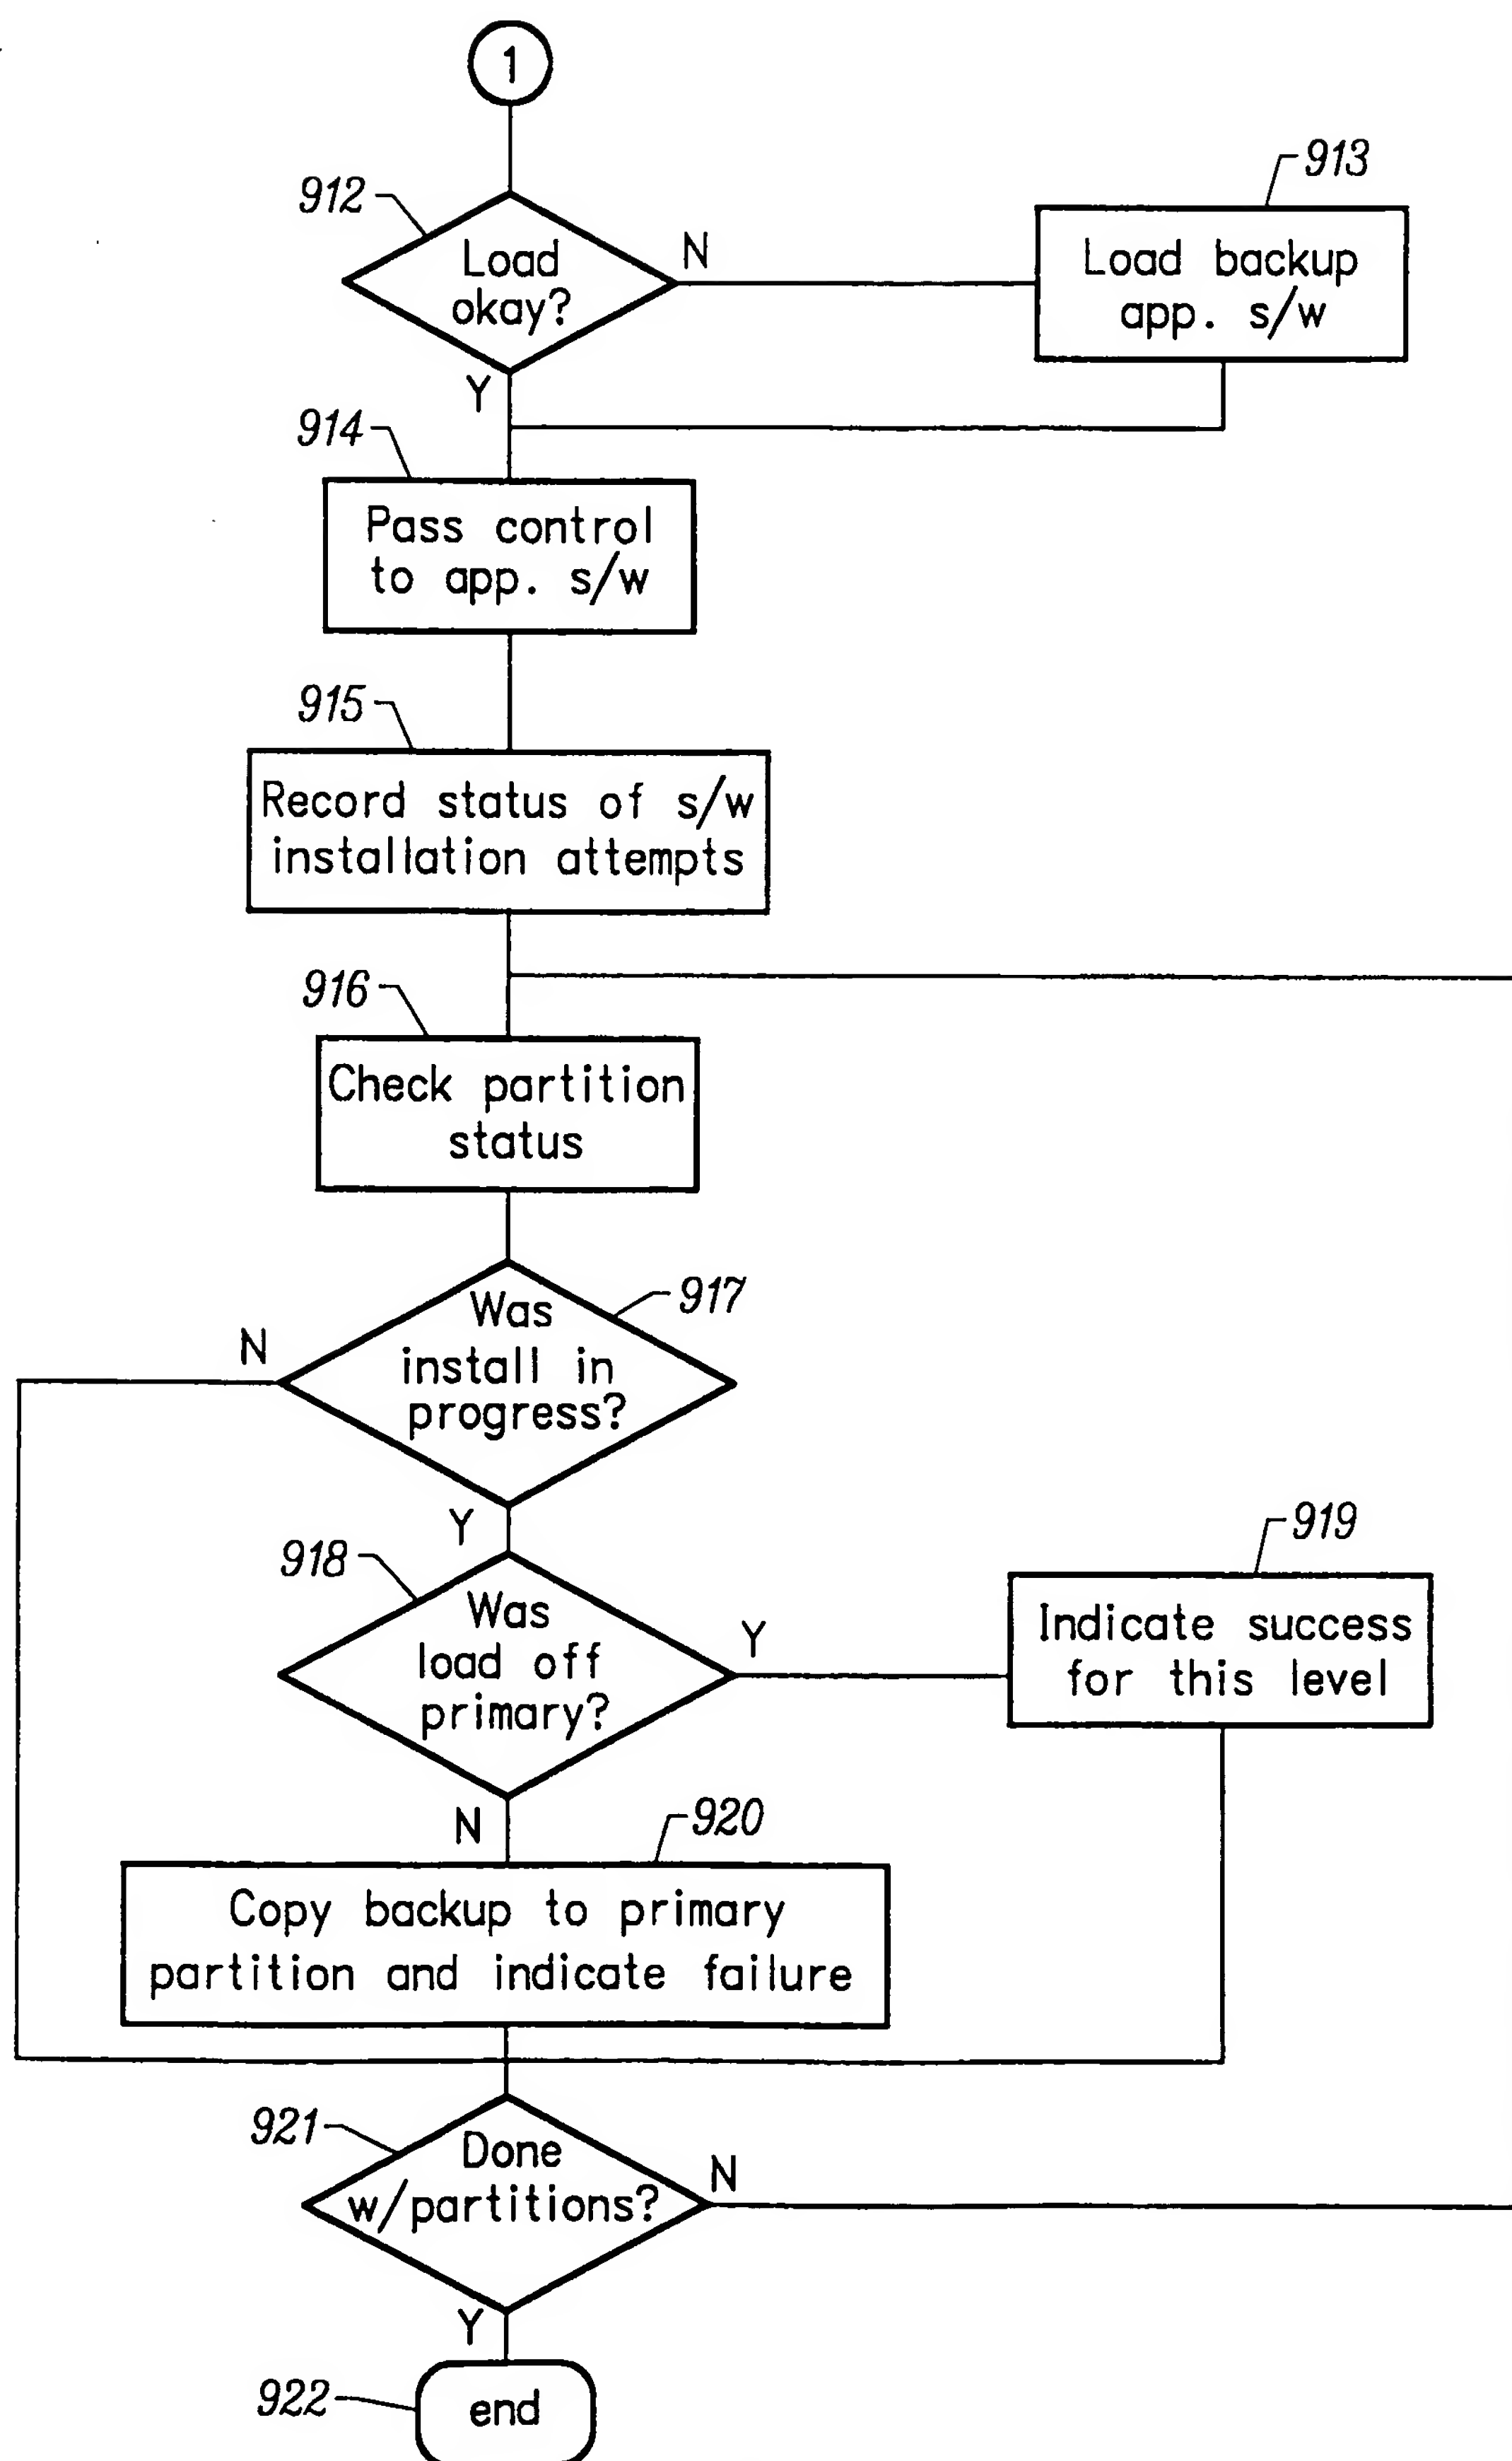 1
912
Load
okay?
N
913
Load backup
app. s/w
Y
914
Pass control
to app. s/w
915
Record status of s/w
installation attempts
916
Check partition
status
917
Was
install in
progress?
N
Y
918
Was
load off
primary?
Y
919
Indicate success
for this level
N
920
Copy backup to primary
partition and indicate failure
921
Done
w/partitions?
N
Y
922
end